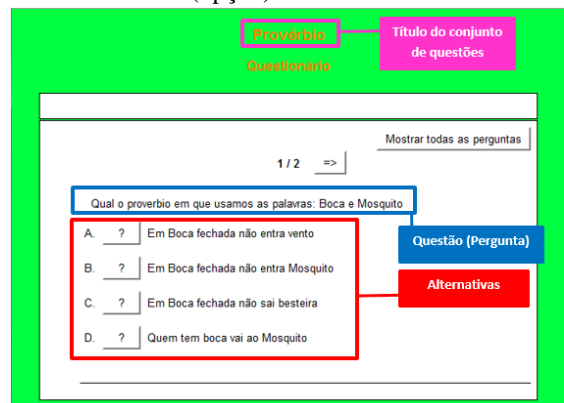 (opção)
Provérbio
Título do conjunto
de questões
Questionário
Mostrar todas as perguntas
1 / 2 =>
Qual o proverbio em que usamos as palavras: Boca e Mosquito
A. ? Em Boca fechada não entra vento
Questão (Pergunta)
B. ? Em Boca fechada não entra Mosquito
Alternativas
C. ? Em Boca fechada não sai besteira
D. ? Quem tem boca vai ao Mosquito